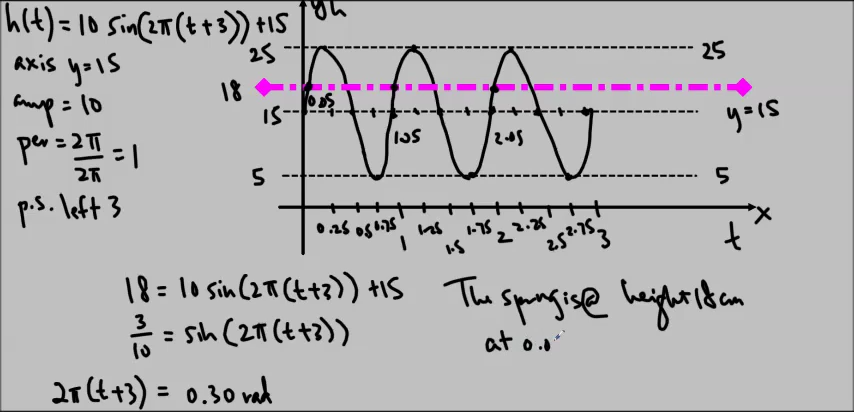 h(t) = 10 sin(2π(t+3)) + 15
axis y=15
amp = 10
per = 2π/2π = 1
p.s. left 3
yh
25
25
18
0.05
15
1.05
2.05
y=15
5
5
0.25 0.5 0.75 1 1.25 1.5 1.75 2 2.25 2.5 2.75 3
t x
18 = 10 sin(2π(t+3)) + 15
3/10 = sin(2π(t+3))
2π(t+3) = 0.30 rad
The spring is @ height 18 cm
at 0.0